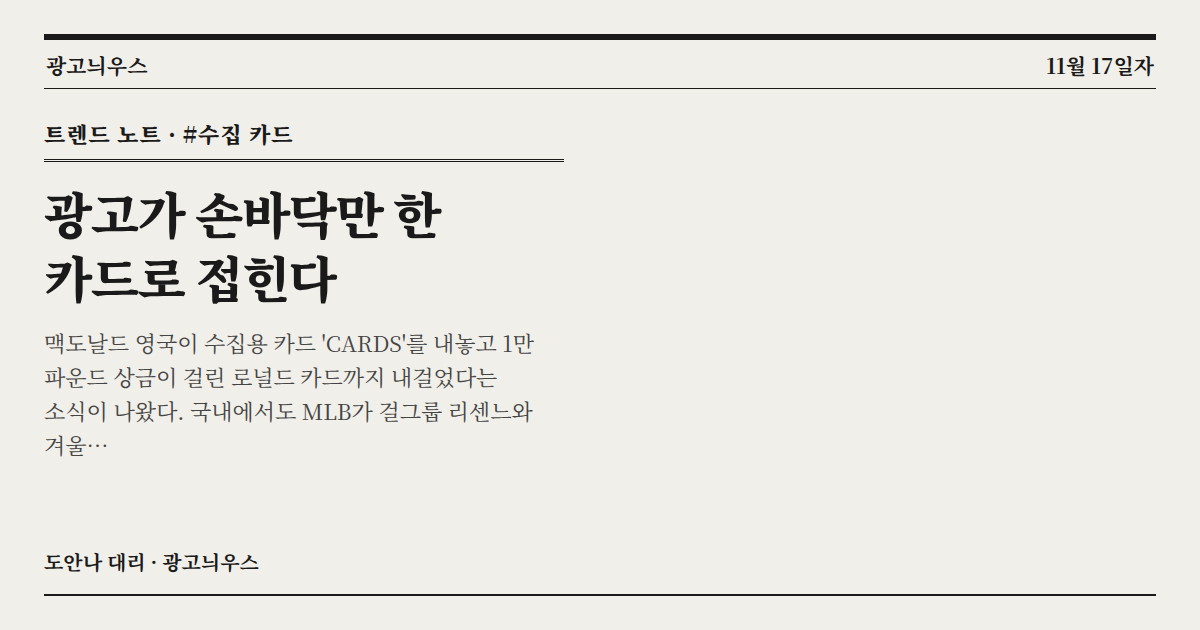 광고늬우스
11월 17일자
트렌드 노트 · #수집 카드
광고가 손바닥만 한
카드로 접힌다
맥도날드 영국이 수집용 카드 'CARDS'를 내놓고 1만
파운드 상금이 걸린 로널드 카드까지 내걸었다는
소식이 나왔다. 국내에서도 MLB가 걸그룹 리센느와
겨울…
도안나 대리 · 광고늬우스